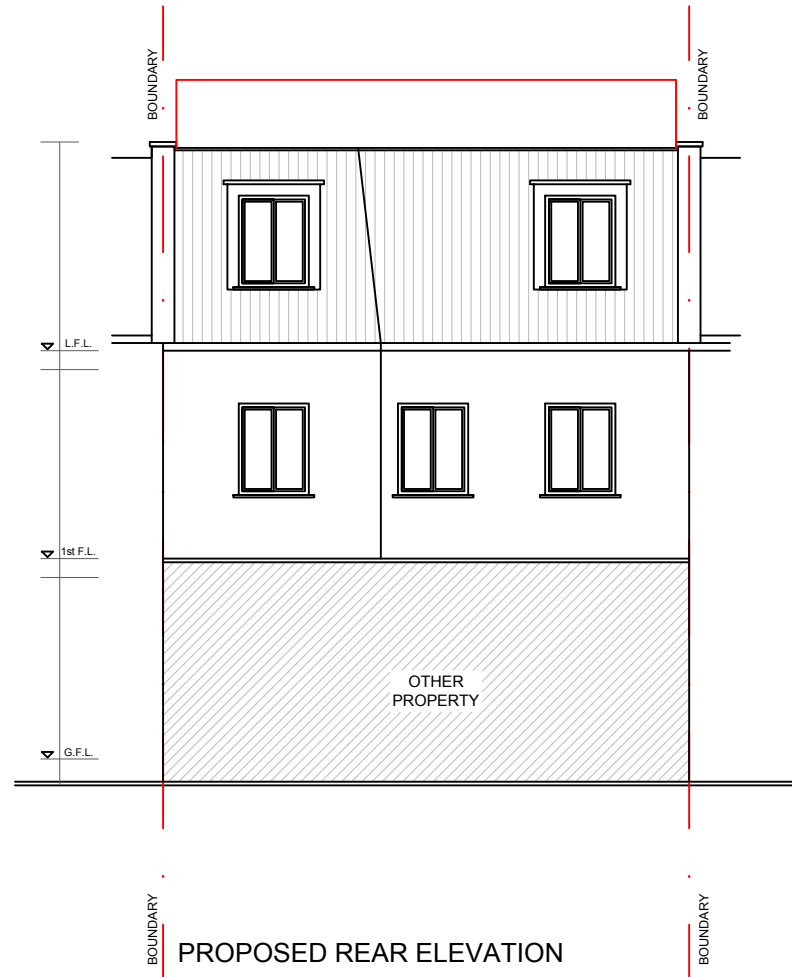 BOUNDARY
BOUNDARY
L.F.L.
1st F.L.
OTHER
PROPERTY
G.F.L.
BOUNDARY
BOUNDARY
PROPOSED REAR ELEVATION